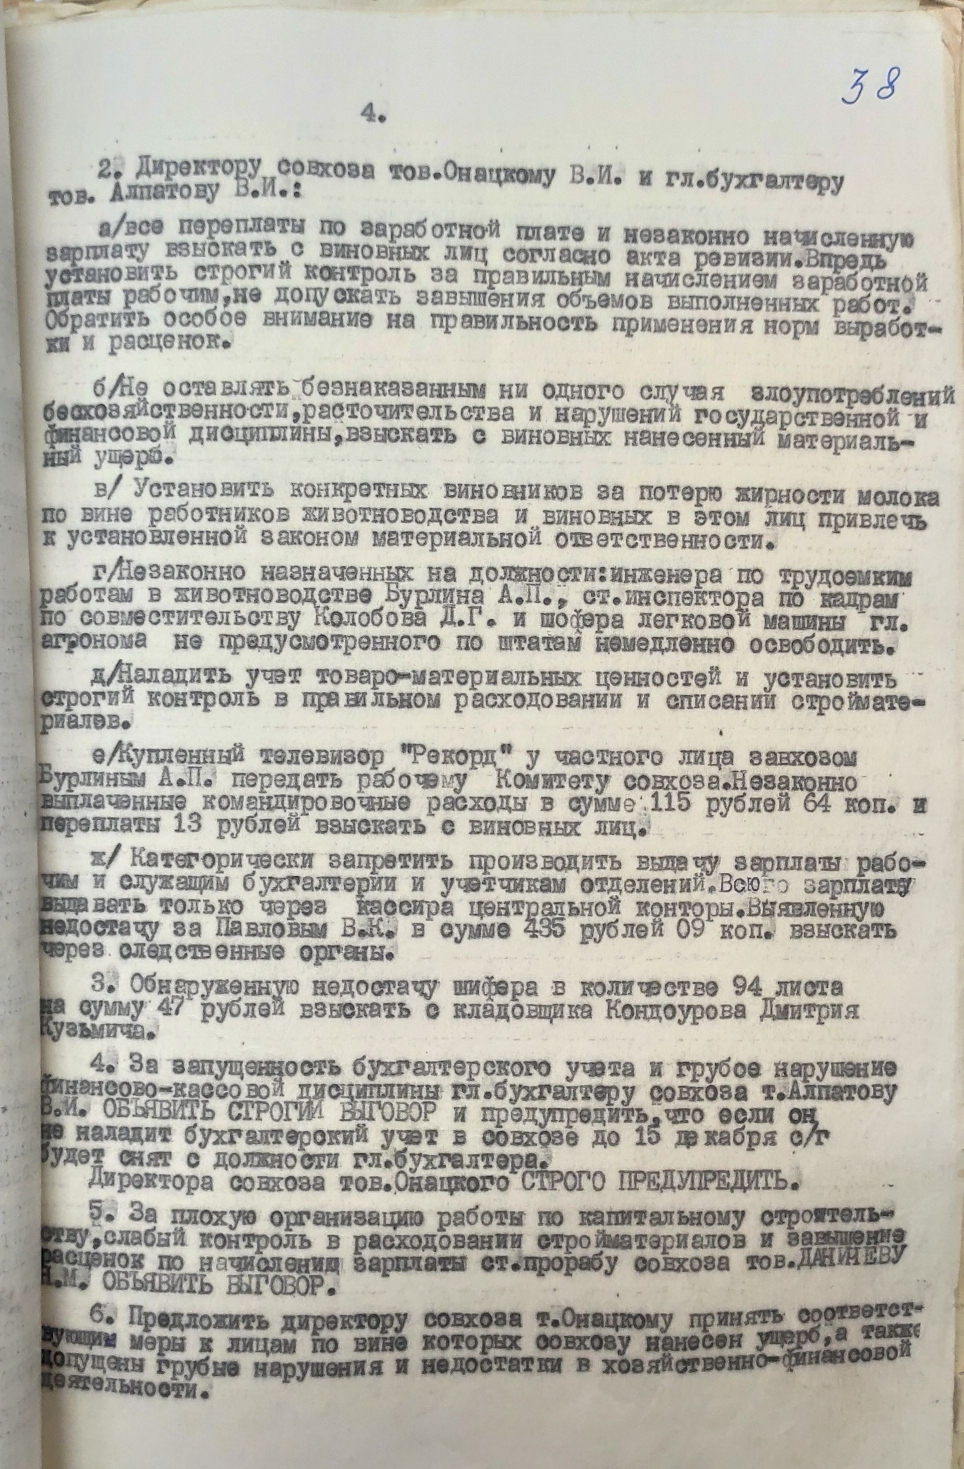 38
4.
2. Директору совхоза тов.Онацкому В.И. и гл.бухгалтеру
тов. Алпатову В.И.:
а/все переплаты по заработной плате и незаконно начисленную
зарплату взыскать с виновных лиц согласно акта ревизии.Впредь
установить строгий контроль за правильным начислением заработной
платы рабочим,не допускать завышения объемов выполненных работ.
Обратить особое внимание на правильность применения норм выработ-
ки и расценок.
б/Не оставлять безнаказанным ни одного случая злоупотреблений
бесхозяйственности,расточительства и нарушений государственной и
финансовой дисциплины,взыскать с виновных нанесенный материаль-
ный ущерб.
в/ Установить конкретных виновников за потерю жирности молока
по вине работников животноводства и виновных в этом лиц привлечь
к установленной законом материальной ответственности.
г/Незаконно назначенных на должности:инженера по трудоемким
работам в животноводстве Бурлина А.П., ст.инспектора по кадрам
по совместительству Колобова Д.Г. и шофера легковой машины гл.
агронома не предусмотренного по штатам немедленно освободить.
д/Наладить учет товаро-материальных ценностей и установить
строгий контроль в правильном расходовании и списании строймате-
риалов.
е/Купленный телевизор "Рекорд" у частного лица завхозом
Бурлиным А.П. передать рабочему Комитету совхоза.Незаконно
выплаченные командировочные расходы в сумме 115 рублей 64 коп. и
переплаты 13 рублей взыскать с виновных лиц.
ж/ Категорически запретить производить выдачу зарплаты рабо-
чим и служащим бухгалтерии и учетчикам отделений.Всю зарплату
выдавать только через кассира центральной конторы.Выявленную
недостачу за Павловым В.К. в сумме 435 рублей 09 коп. взыскать
через следственные органы.
3. Обнаруженную недостачу шифера в количестве 94 листа
на сумму 47 рублей взыскать с кладовщика Кондоурова Дмитрия
Кузьмича.
4. За запущенность бухгалтерского учета и грубое нарушение
финансово-кассовой дисциплины гл.бухгалтеру совхоза т.Алпатову
В.И. ОБЪЯВИТЬ СТРОГИЙ ВЫГОВОР и предупредить,что если он
не наладит бухгалтерский учет в совхозе до 15 декабря с/г
будет снят с должности гл.бухгалтера.
Директора совхоза тов.Онацкого СТРОГО ПРЕДУПРЕДИТЬ.
5. За плохую организацию работы по капитальному строитель-
ству,слабый контроль в расходовании стройматериалов и завышение
расценок по начислении зарплаты ст.прорабу совхоза тов.ДАНИЧЕВУ
ОБЪЯВИТЬ ВЫГОВОР.
6. Предложить директору совхоза т.Онацкому принять соответст-
вующим меры к лицам по вине которых совхозу нанесен ущерб,а также
допущены грубые нарушения и недостатки в хозяйственно-финансовой
деятельности.